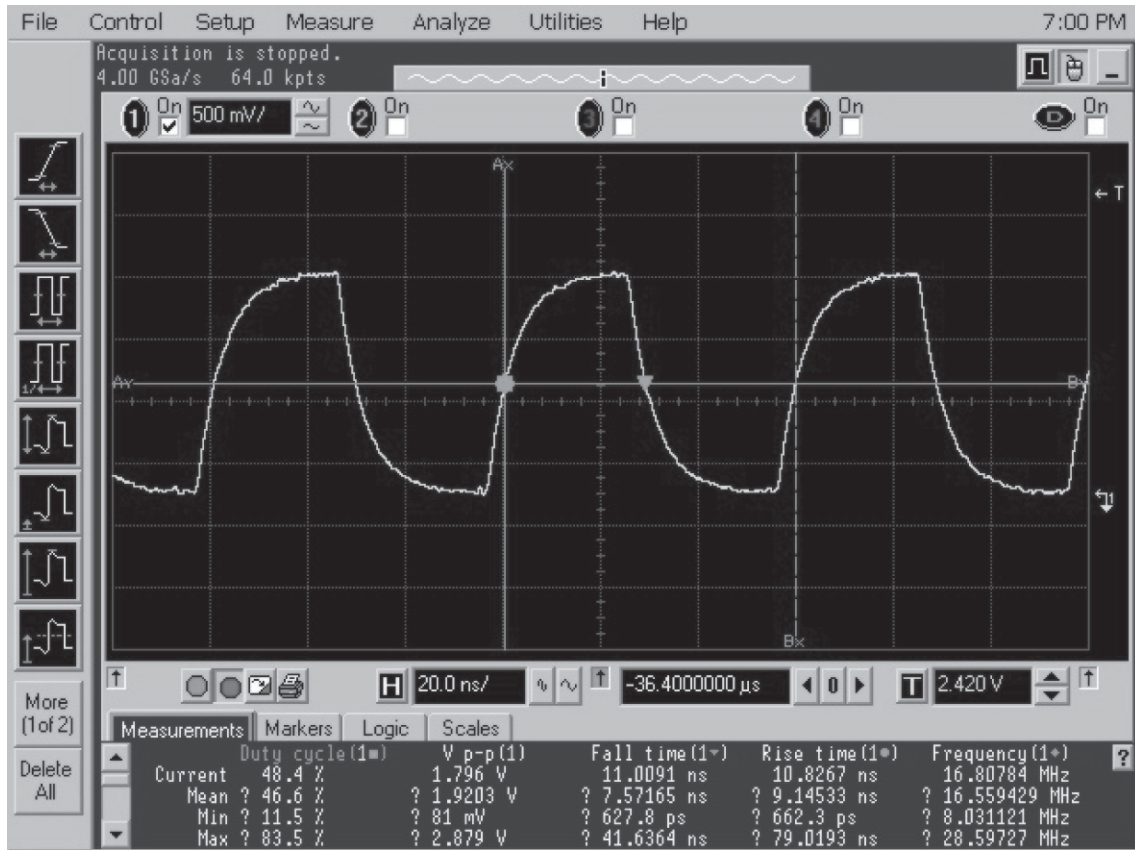 File Control Setup Measure Analyze Utilities Help 7:00 PM
Acquisition is stopped.
4.00 GSa/s 64.0 kpts
1 On 500 mV/ 2 On 3 On 4 On D On
Ax
T
Ay By
1
Bx
H 20.0 ns/ -36.4000000 µs 0 T 2.420 V
More
(1of 2)
Delete
All
Measurements Markers Logic Scales
Duty cycle(1■) V p-p(1) Fall time(1▾) Rise time(1●) Frequency(1◆) ?
Current 48.4 % 1.796 V 11.0091 ns 10.8267 ns 16.80784 MHz
Mean ? 46.6 % ? 1.9203 V ? 7.57165 ns ? 9.14533 ns ? 16.559429 MHz
Min ? 11.5 % ? 81 mV ? 627.8 ps ? 662.3 ps ? 8.031121 MHz
Max ? 83.5 % ? 2.879 V ? 41.6364 ns ? 79.0193 ns ? 28.59727 MHz